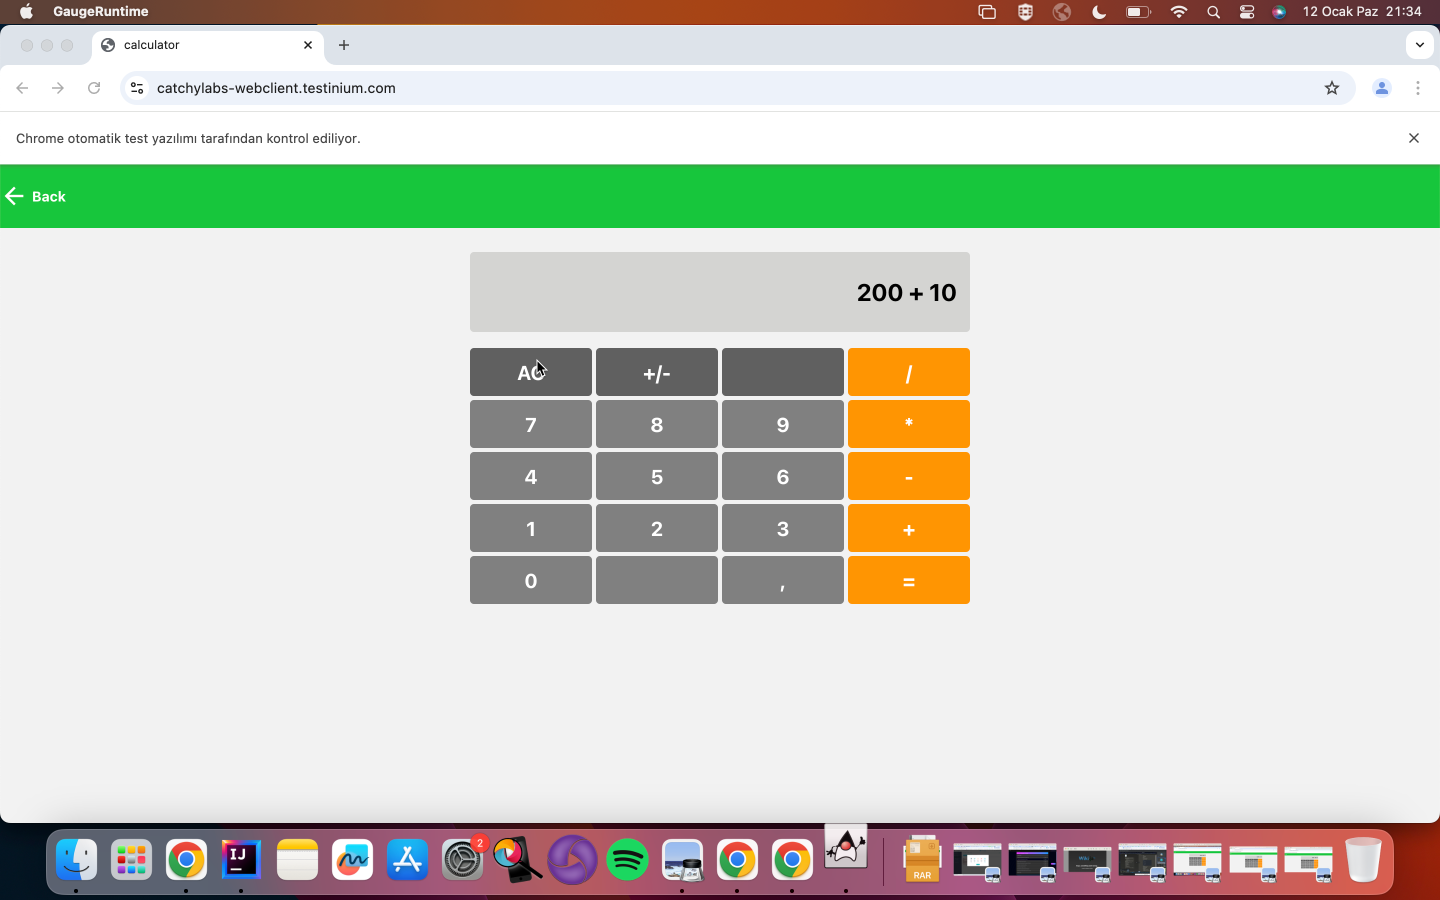 GaugeRuntime
12 Ocak Paz 21:34
calculator
catchylabs-webclient.testinium.com
Chrome otomatik test yazılımı tarafından kontrol ediliyor.
Back
200 + 10
AC +/- /
7 8 9 *
4 5 6 -
1 2 3 +
0 , =
IJ
2
RAR